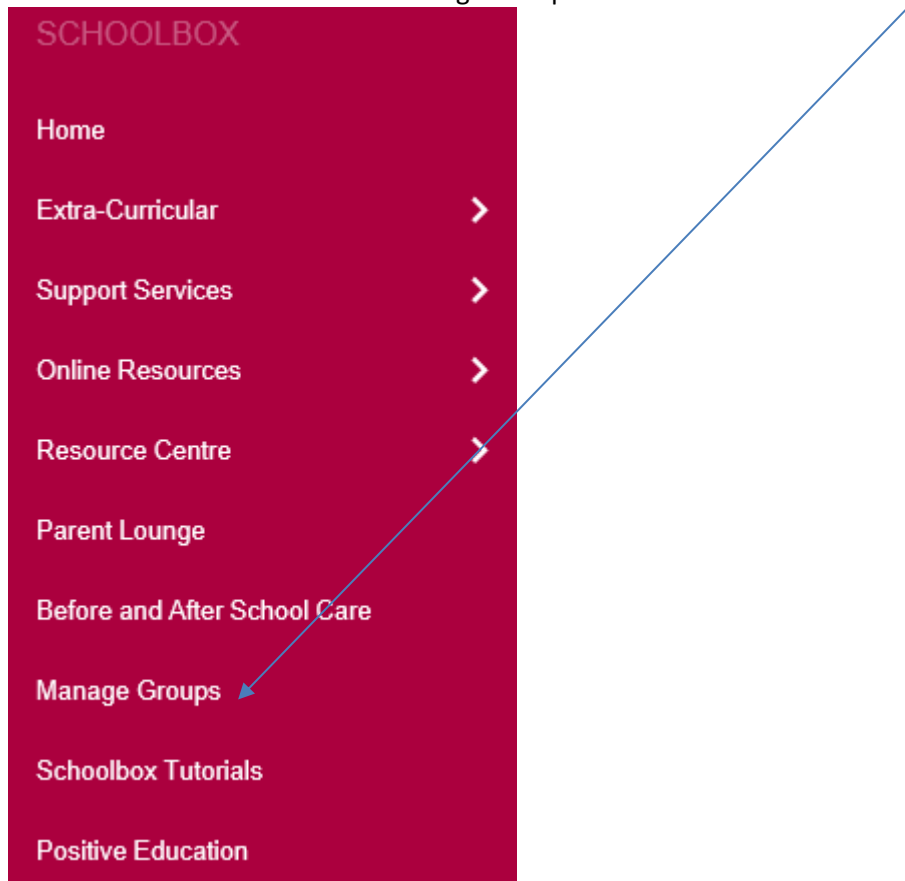 SCHOOLBOX
Home
Extra-Curricular
Support Services
Online Resources
Resource Centre
Parent Lounge
Before and After School Care
Manage Groups
Schoolbox Tutorials
Positive Education